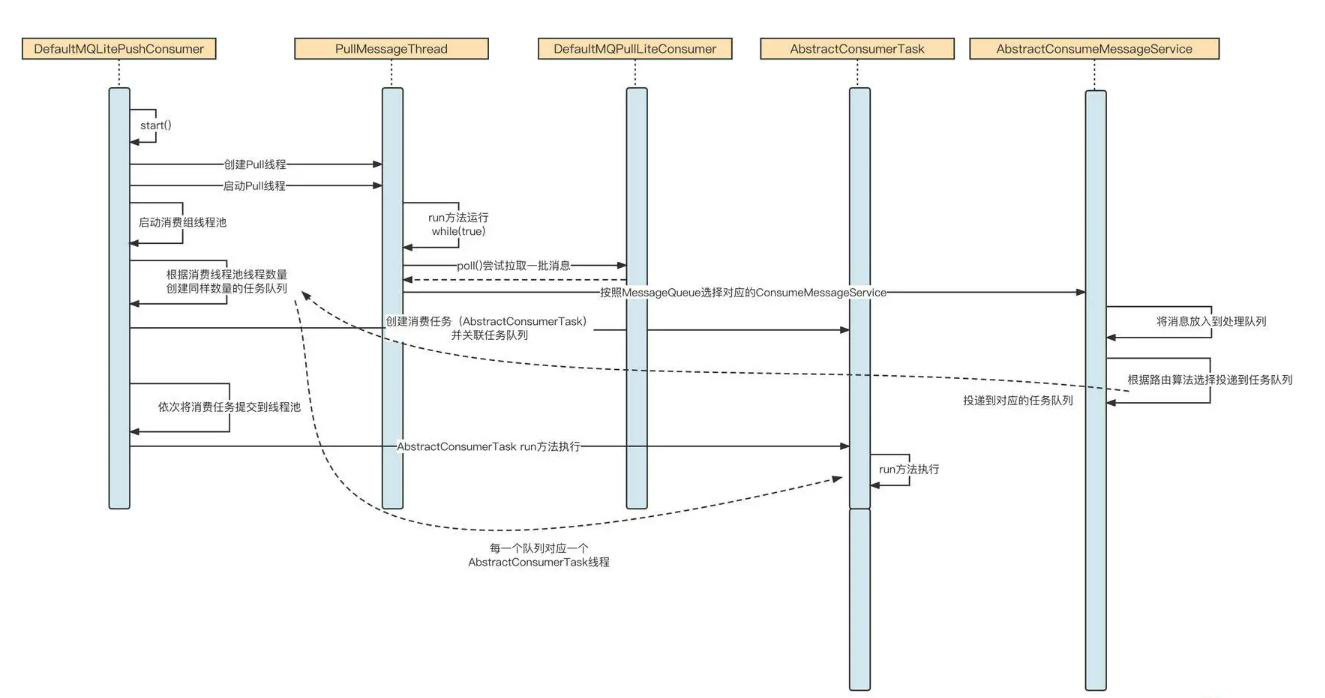 DefaultMQLitePushConsumer
PullMessageThread
DefaultMQPullLiteConsumer
AbstractConsumerTask
AbstractConsumeMessageService
start()
创建Pull线程
启动Pull线程
启动消费组线程池
run方法运行
while(true)
poll()尝试拉取一批消息
根据消费线程池线程数量
创建同样数量的任务队列
按照MessageQueue选择对应的ConsumeMessageService
创建消费任务（AbstractConsumerTask）
并关联任务队列
将消息放入到处理队列
根据路由算法选择投递到任务队列
投递到对应的任务队列
依次将消费任务提交到线程池
AbstractConsumerTask run方法执行
run方法执行
每一个队列对应一个
AbstractConsumerTask线程